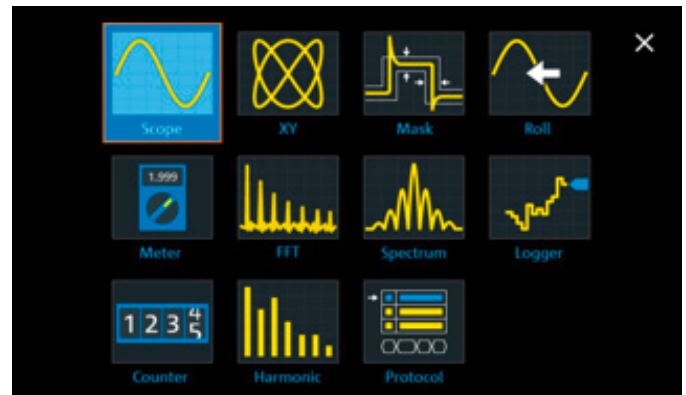 Scope
XY
Mask
Roll
1.999
Meter
FFT
Spectrum
Logger
1 2 3 4 5
Counter
Harmonic
Protocol